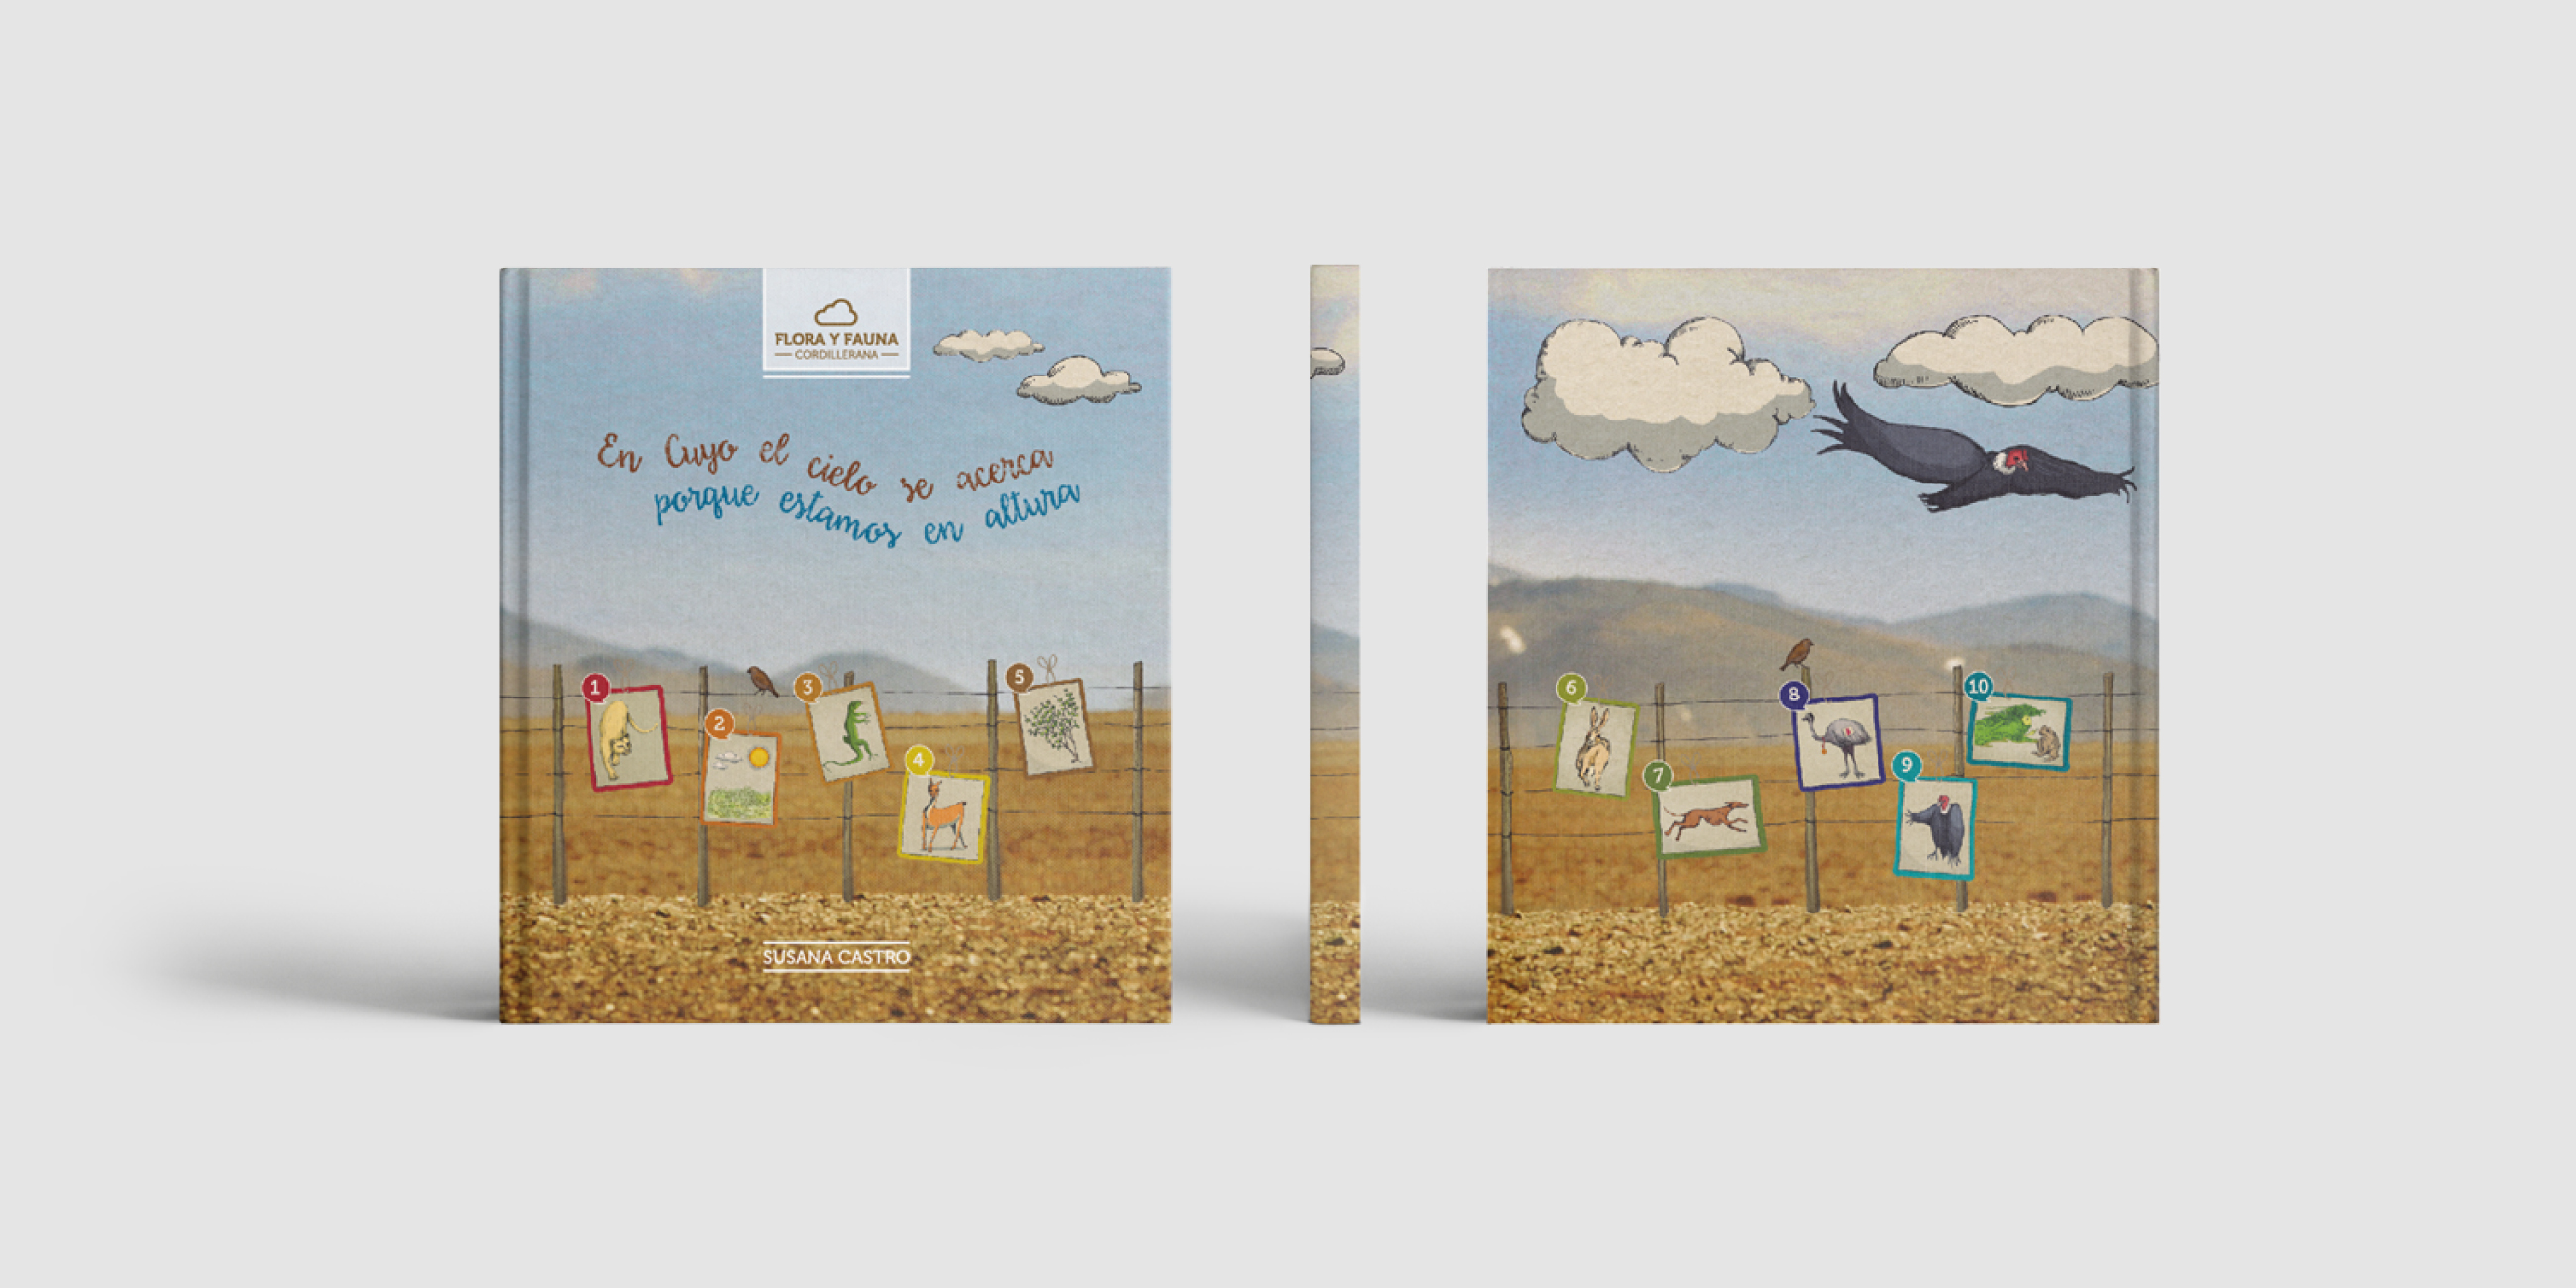 FLORA Y FAUNA
CORDILLERANA
En Cuyo el cielo se acerca
porque estamos en altura
1
2
3
4
5
SUSANA CASTRO
6
7
8
9
10